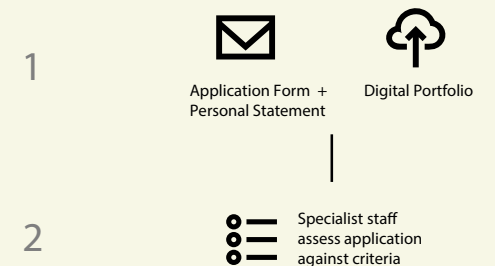 1
Application Form +
Personal Statement
Digital Portfolio
2
Specialist staff
assess application
against criteria